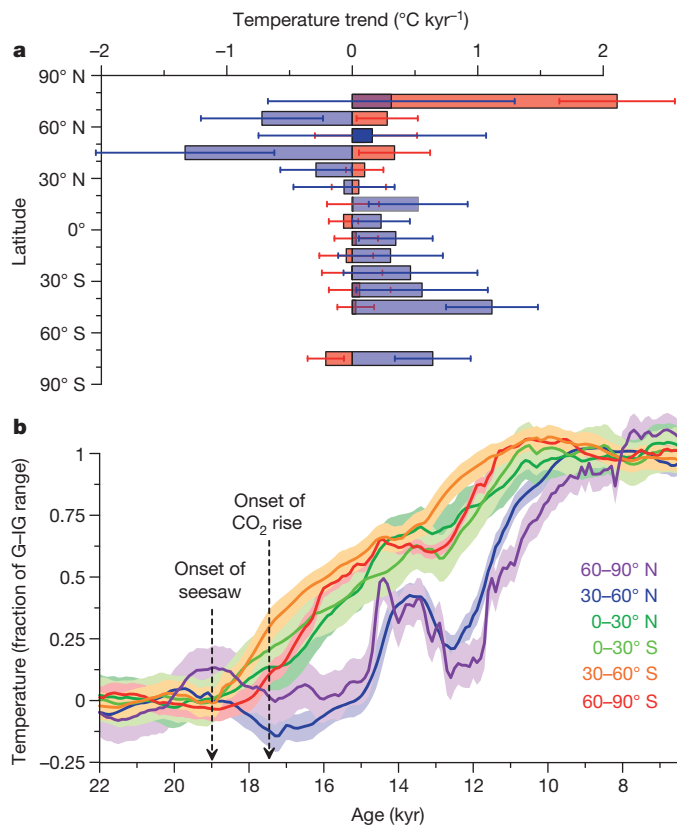 Temperature trend (°C kyr⁻¹)
−2 −1 0 1 2
a
90° N
60° N
30° N
0°
30° S
60° S
90° S
Latitude
b
1
0.75
0.5
0.25
0
−0.25
Temperature (fraction of G–IG range)
Onset of
CO₂ rise
Onset of
seesaw
60–90° N
30–60° N
0–30° N
0–30° S
30–60° S
60–90° S
22 20 18 16 14 12 10 8
Age (kyr)